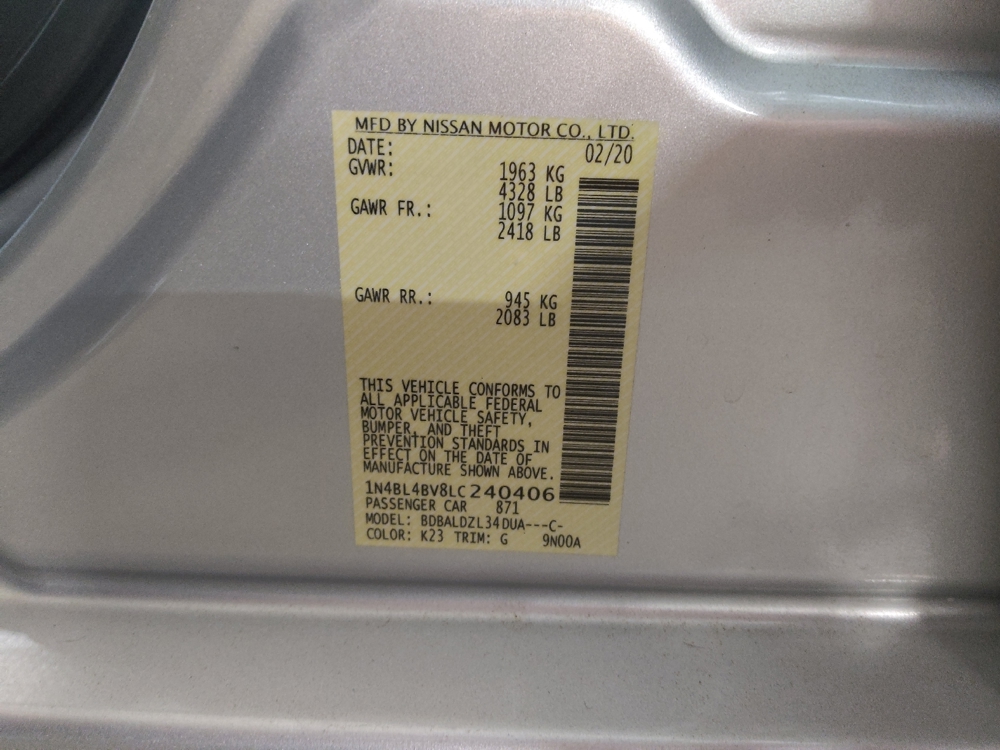 MFD BY NISSAN MOTOR CO., LTD.
DATE: 02/20
GVWR: 1963 KG
4328 LB
GAWR FR.: 1097 KG
2418 LB
GAWR RR.: 945 KG
2083 LB
THIS VEHICLE CONFORMS TO
ALL APPLICABLE FEDERAL
MOTOR VEHICLE SAFETY,
BUMPER, AND THEFT
PREVENTION STANDARDS IN
EFFECT ON THE DATE OF
MANUFACTURE SHOWN ABOVE.
1N4BL4BV8LC240406
PASSENGER CAR 871
MODEL: BDBALDZL34DUA---C-
COLOR: K23 TRIM: G 9N00A